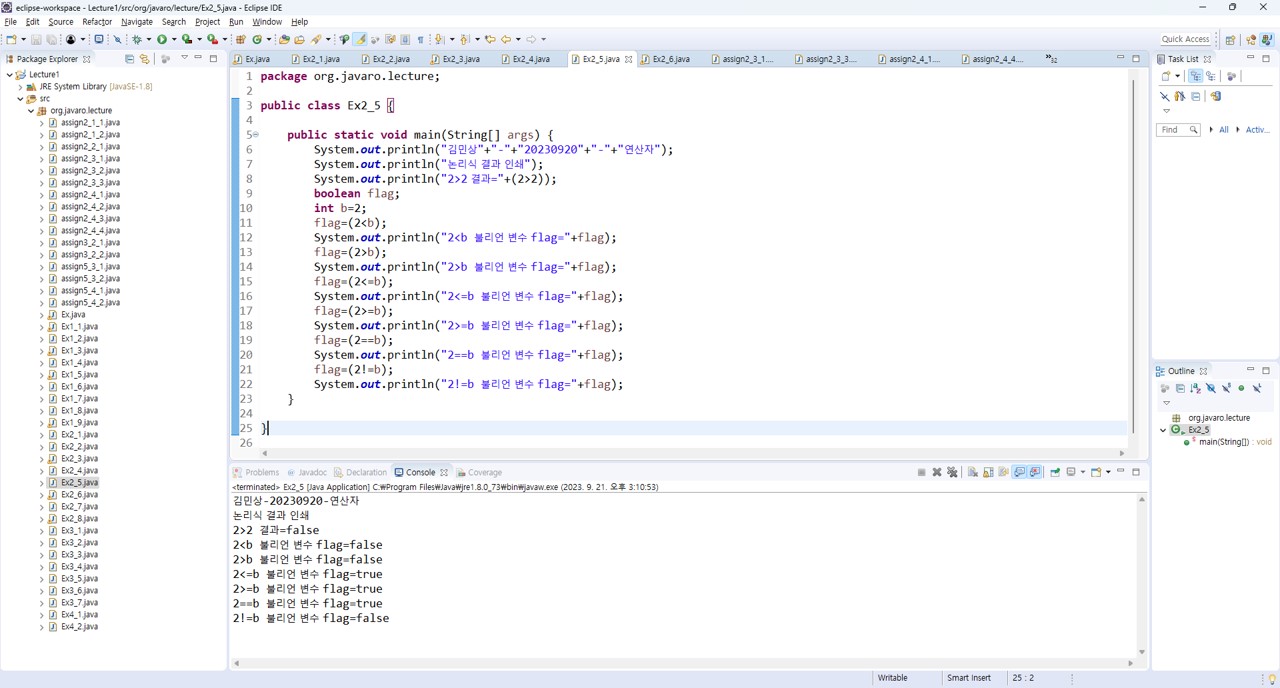 eclipse-workspace - Lecture1/src/org/javaro/lecture/Ex2_5.java - Eclipse IDE
File Edit Source Refactor Navigate Search Project Run Window Help
Quick Access
Package Explorer
Lecture1
JRE System Library [JavaSE-1.8]
src
org.javaro.lecture
assign2_1_1.java
assign2_1_2.java
assign2_2_1.java
assign2_3_1.java
assign2_3_2.java
assign2_3_3.java
assign2_4_1.java
assign2_4_2.java
assign2_4_3.java
assign2_4_4.java
assign3_2_1.java
assign3_2_2.java
assign5_3_1.java
assign5_3_2.java
assign5_4_1.java
assign5_4_2.java
Ex.java
Ex1_1.java
Ex1_2.java
Ex1_3.java
Ex1_4.java
Ex1_5.java
Ex1_6.java
Ex1_7.java
Ex1_8.java
Ex1_9.java
Ex2_1.java
Ex2_2.java
Ex2_3.java
Ex2_4.java
Ex2_5.java
Ex2_6.java
Ex2_7.java
Ex2_8.java
Ex3_1.java
Ex3_2.java
Ex3_3.java
Ex3_4.java
Ex3_5.java
Ex3_6.java
Ex3_7.java
Ex4_1.java
Ex4_2.java
Ex.java Ex2_1.java Ex2_2.java Ex2_3.java Ex2_4.java Ex2_5.java Ex2_6.java assign2_3_1.... assign2_3_3.... assign2_4_1.... assign2_4_4.... »32
1 package org.javaro.lecture;
2
3 public class Ex2_5 {
4
5 public static void main(String[] args) {
6 System.out.println("김민상"+"-"+"20230920"+"-"+"연산자");
7 System.out.println("논리식 결과 인쇄");
8 System.out.println("2>2 결과="+(2>2));
9 boolean flag;
10 int b=2;
11 flag=(2<b);
12 System.out.println("2<b 불리언 변수 flag="+flag);
13 flag=(2>b);
14 System.out.println("2>b 불리언 변수 flag="+flag);
15 flag=(2<=b);
16 System.out.println("2<=b 불리언 변수 flag="+flag);
17 flag=(2>=b);
18 System.out.println("2>=b 불리언 변수 flag="+flag);
19 flag=(2==b);
20 System.out.println("2==b 불리언 변수 flag="+flag);
21 flag=(2!=b);
22 System.out.println("2!=b 불리언 변수 flag="+flag);
23 }
24
25 }
26
Problems Javadoc Declaration Console Coverage
<terminated> Ex2_5 [Java Application] C:₩Program Files₩Java₩jre1.8.0_73₩bin₩javaw.exe (2023. 9. 21. 오후 3:10:53)
김민상-20230920-연산자
논리식 결과 인쇄
2>2 결과=false
2<b 불리언 변수 flag=false
2>b 불리언 변수 flag=false
2<=b 불리언 변수 flag=true
2>=b 불리언 변수 flag=true
2==b 불리언 변수 flag=true
2!=b 불리언 변수 flag=false
Task List
Find All Activ...
Outline
org.javaro.lecture
Ex2_5
main(String[]) : void
Writable Smart Insert 25 : 2